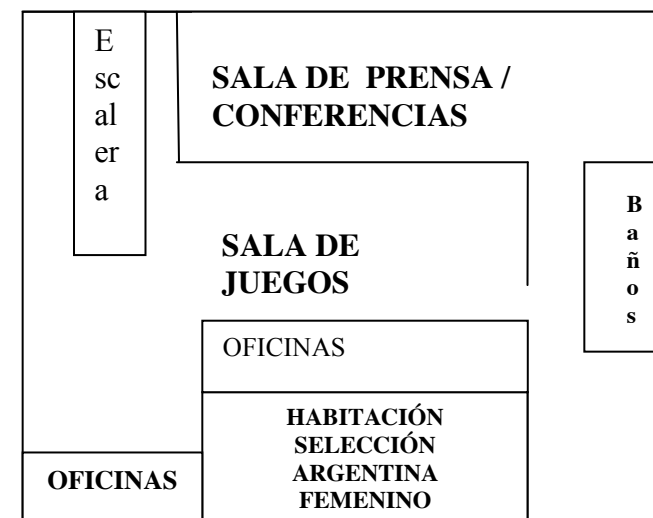 E
sc
al
er
a
SALA DE PRENSA /
CONFERENCIAS
B
a
ñ
o
s
SALA DE
JUEGOS
OFICINAS
HABITACIÓN
SELECCIÓN
ARGENTINA
FEMENINO
OFICINAS